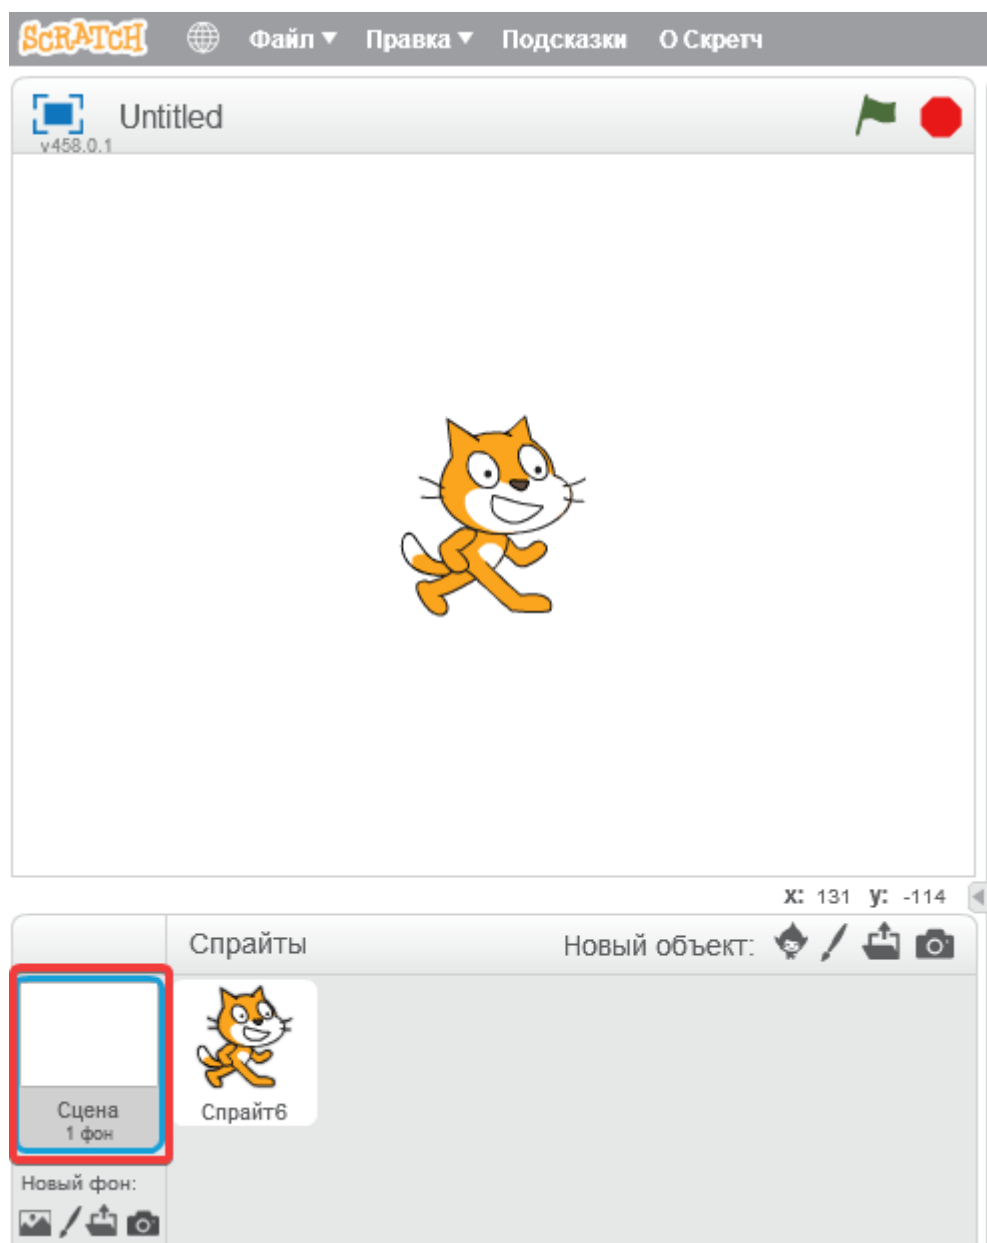 SCRATCH Файл Правка Подсказки О Скретч
Untitled
v458.0.1
x: 131 y: -114
Спрайты Новый объект:
Сцена
1 фон
Спрайт6
Новый фон: